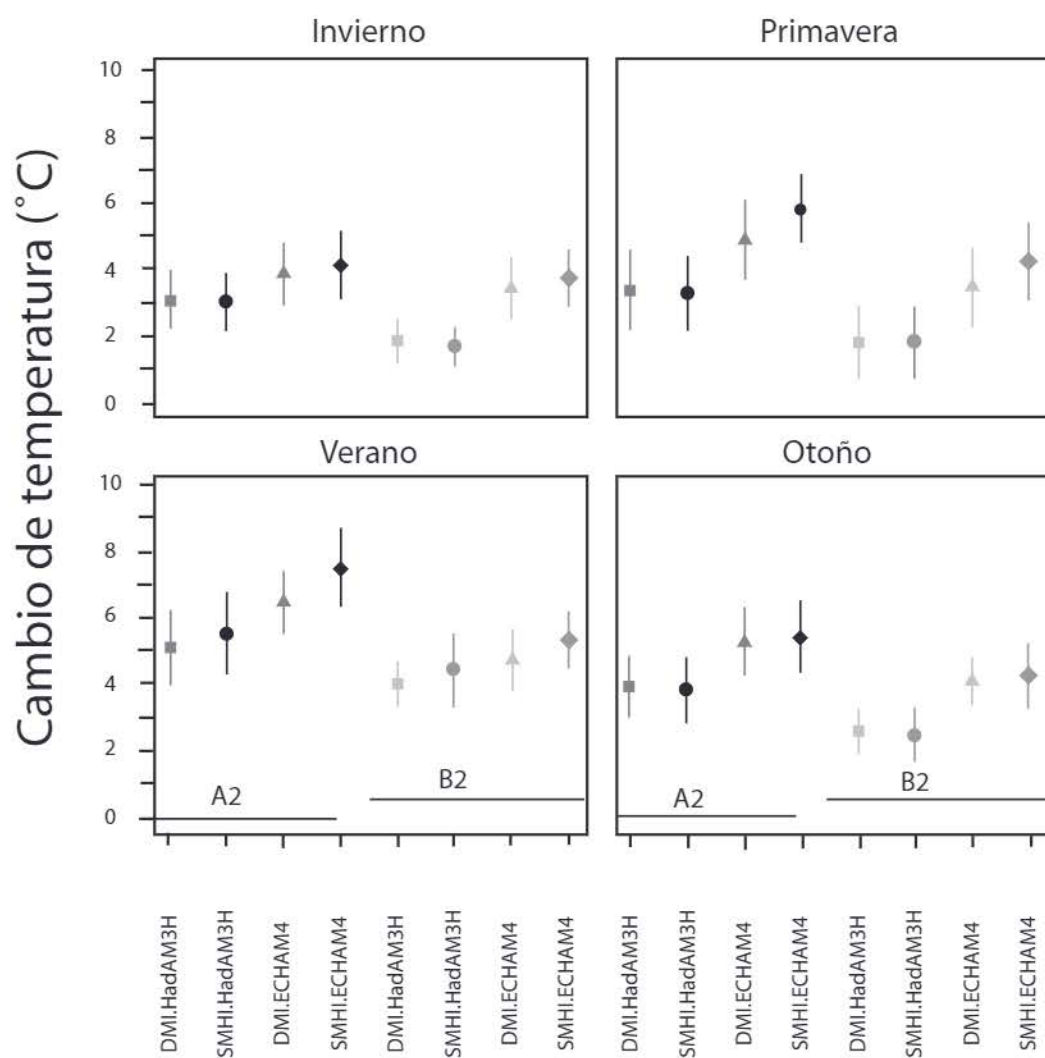 Invierno
Primavera
Cambio de temperatura (˚C)
10
8
6
4
2
0
Verano
Otoño
10
8
6
4
2
0
A2
B2
A2
B2
DMI.HadAM3H
SMHI.HadAM3H
DMI.ECHAM4
SMHI.ECHAM4
DMI.HadAM3H
SMHI.HadAM3H
DMI.ECHAM4
SMHI.ECHAM4
DMI.HadAM3H
SMHI.HadAM3H
DMI.ECHAM4
SMHI.ECHAM4
DMI.HadAM3H
SMHI.HadAM3H
DMI.ECHAM4
SMHI.ECHAM4